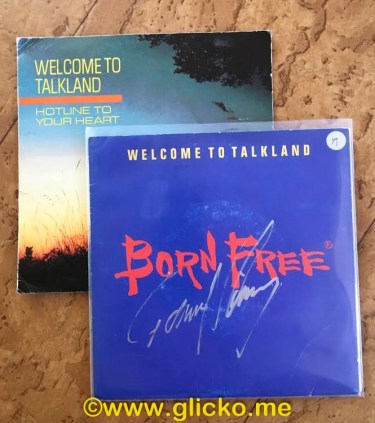 WELCOME TO
TALKLAND
HOTLINE TO
YOUR HEART
WELCOME TO TALKLAND
BORN FREE®
©www.glicko.me